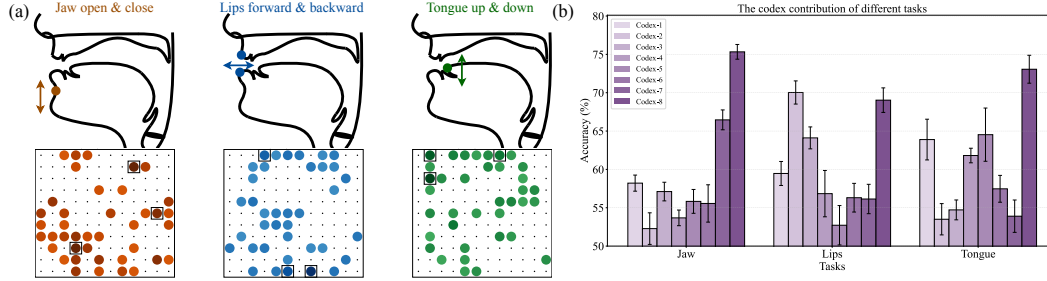 (a)
Jaw open & close
Lips forward & backward
Tongue up & down
(b)
The codex contribution of different tasks
Codex-1
Codex-2
Codex-3
Codex-4
Codex-5
Codex-6
Codex-7
Codex-8
Accuracy (%)
80
75
70
65
60
55
50
Jaw
Lips
Tongue
Tasks